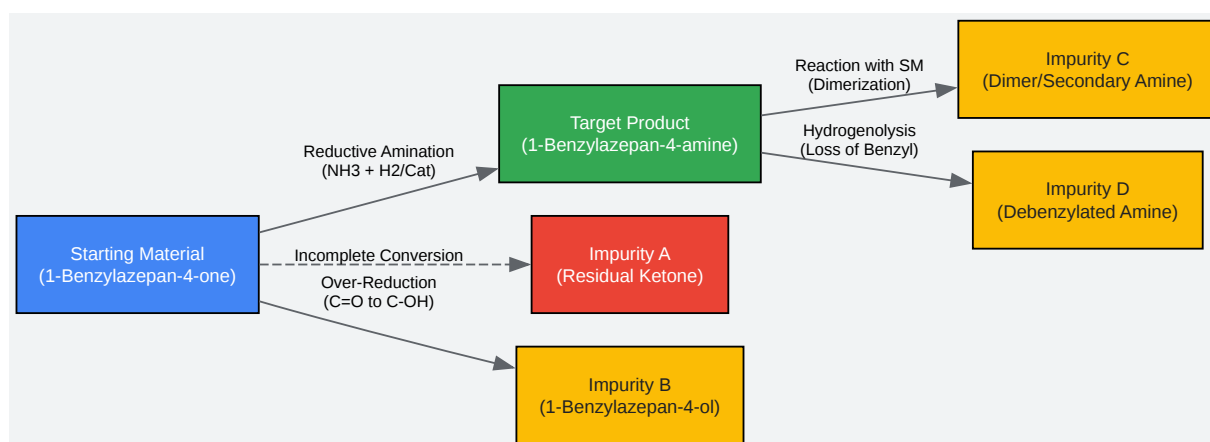 Starting Material
(1-Benzylazepan-4-one)
Reductive Amination
(NH3 + H2/Cat)
Incomplete Conversion
Over-Reduction
(C=O to C-OH)
Target Product
(1-Benzylazepan-4-amine)
Impurity A
(Residual Ketone)
Impurity B
(1-Benzylazepan-4-ol)
Reaction with SM
(Dimerization)
Hydrogenolysis
(Loss of Benzyl)
Impurity C
(Dimer/Secondary Amine)
Impurity D
(Debenzylated Amine)